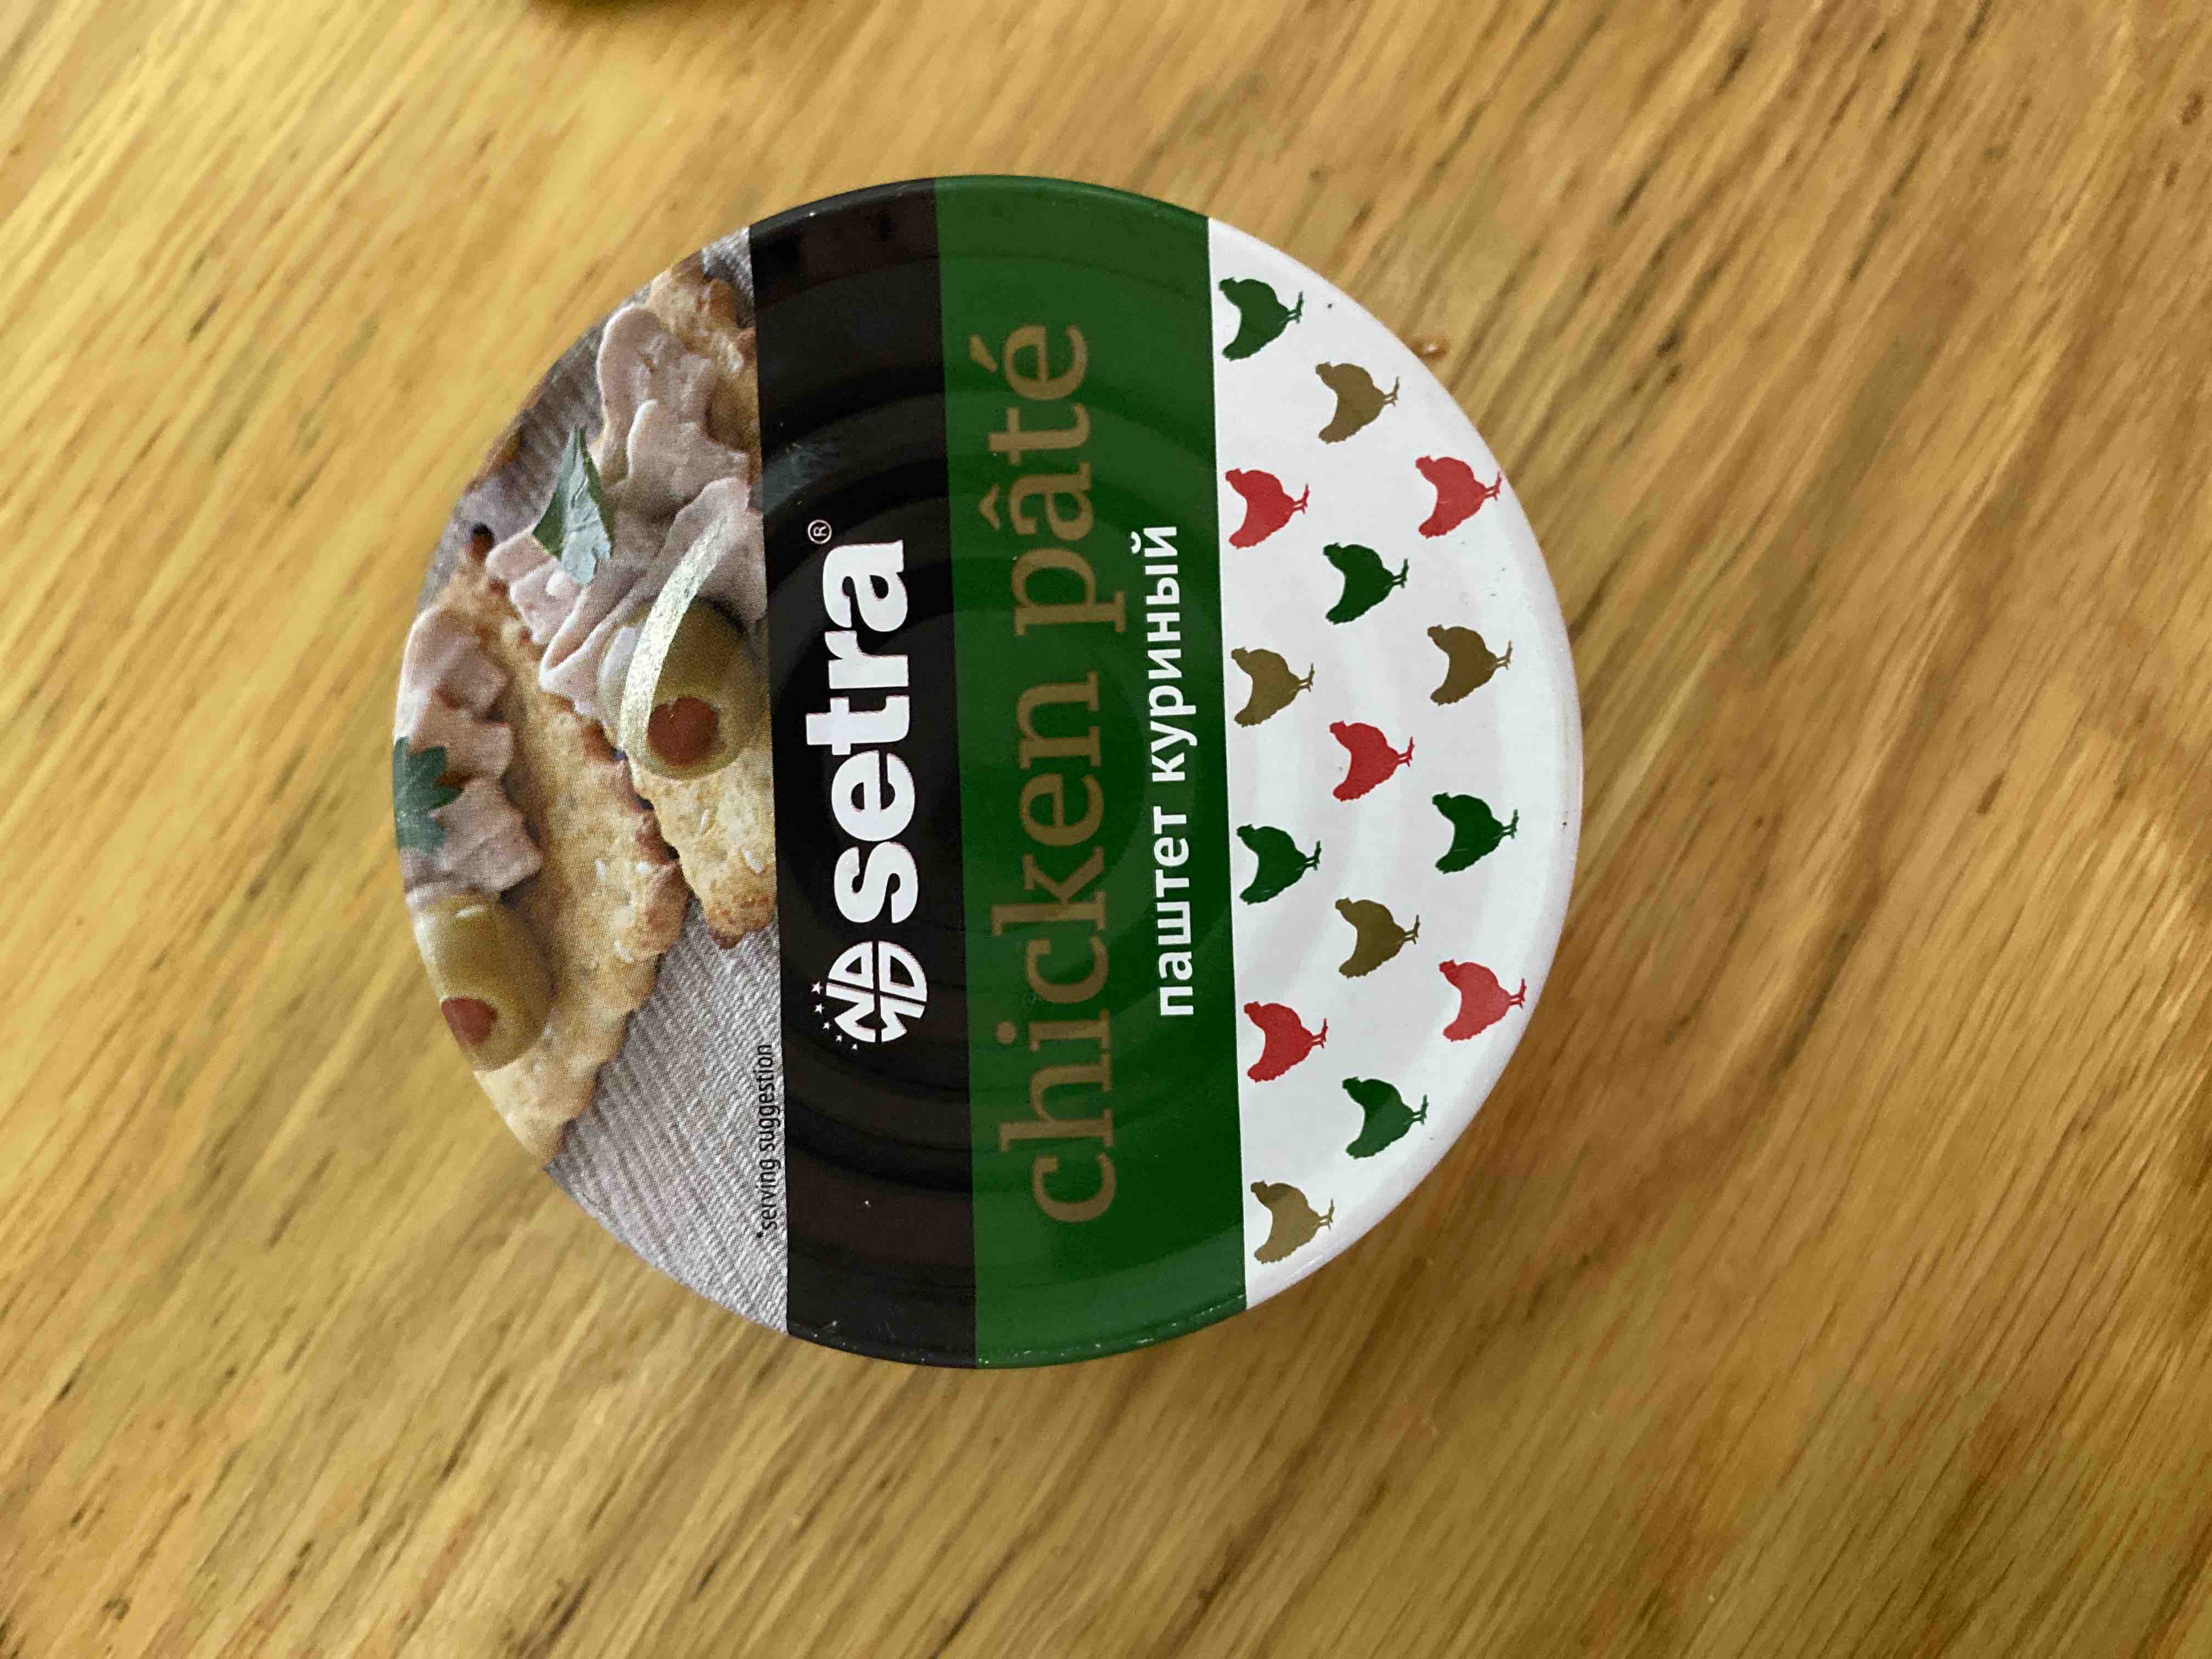 *serving suggestion
setra®
chicken pâté
паштет куриный